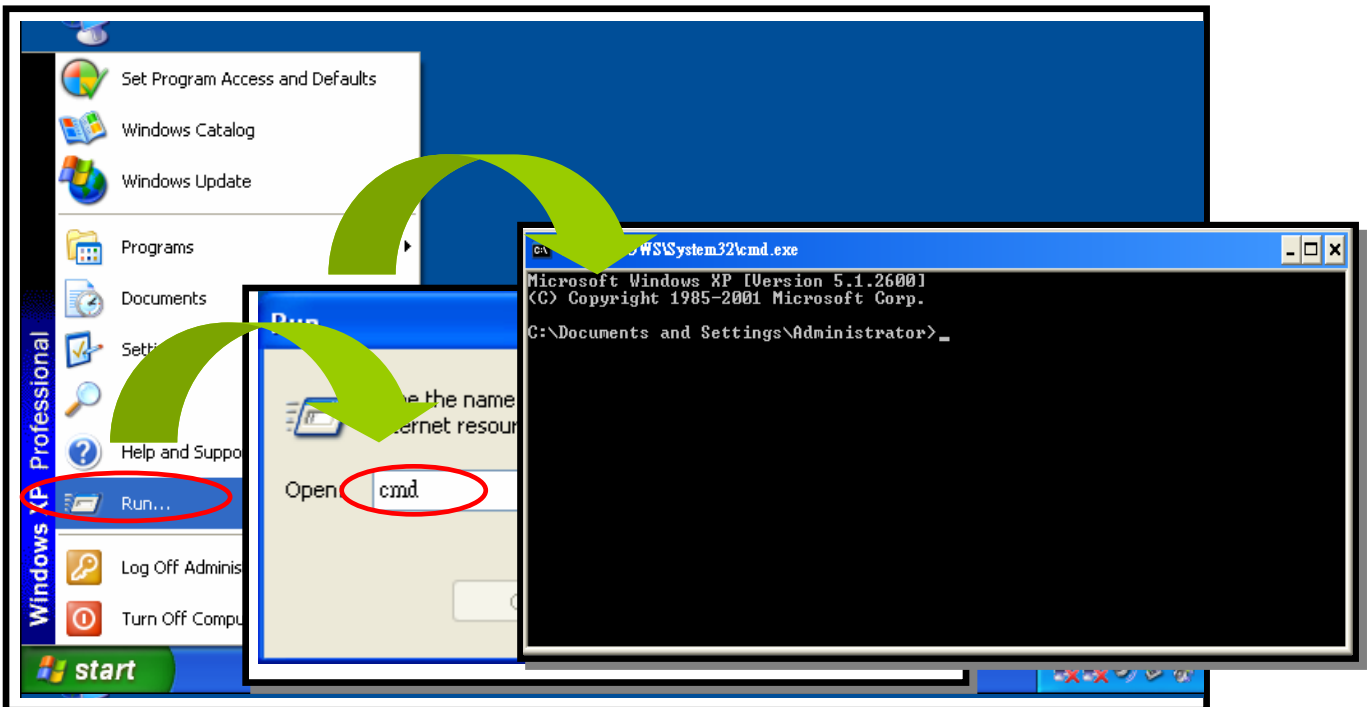 Set Program Access and Defaults
Windows Catalog
Windows Update
Programs
Documents
Help and Suppo
Run...
Log Off Adminis
Turn Off Compu
Windows XP Professional
start
Run
the name
ernet resour
Open:
cmd
WS\System32\cmd.exe
Microsoft Windows XP [Version 5.1.2600]
(C) Copyright 1985-2001 Microsoft Corp.
C:\Documents and Settings\Administrator>_